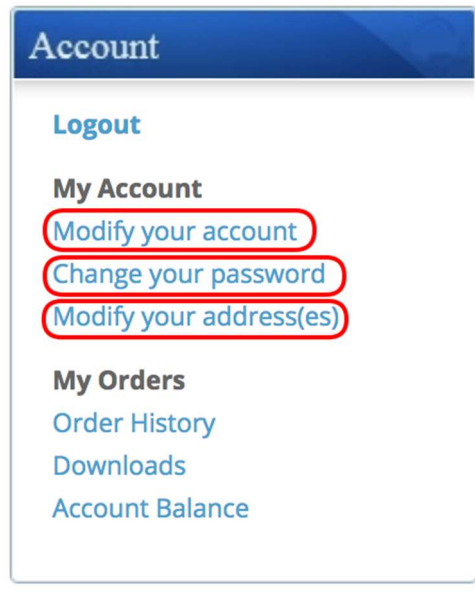 Account
Logout
My Account
Modify your account
Change your password
Modify your address(es)
My Orders
Order History
Downloads
Account Balance